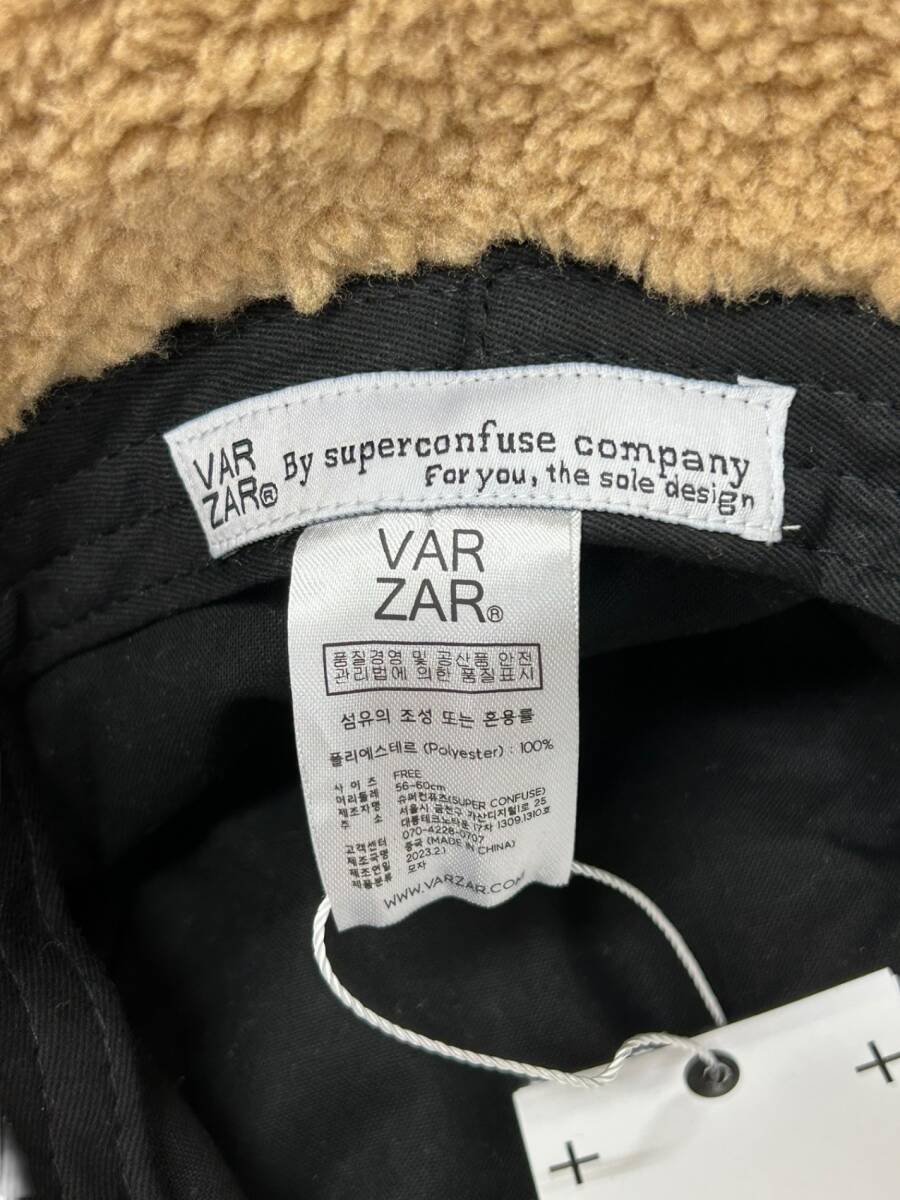 VAR
ZAR®
By superconfuse company
For you, the sole design
VAR
ZAR®
품질경영 및 공산품 안전
관리법에 의한 품질표시
섬유의 조성 또는 혼용률
폴리에스테르 (Polyester) : 100%
사이즈 FREE
머리둘레 56-60cm
제조자명 슈퍼컨퓨즈(SUPER CONFUSE)
주소 서울시 금천구 가산디지털1로 25
대륭테크노타운 17차 1309.1310호
고객센터 070-4228-0707
제조국명 중국 (MADE IN CHINA)
제조연월 2023.2.1
제품분류 모자
WWW.VARZAR.COM